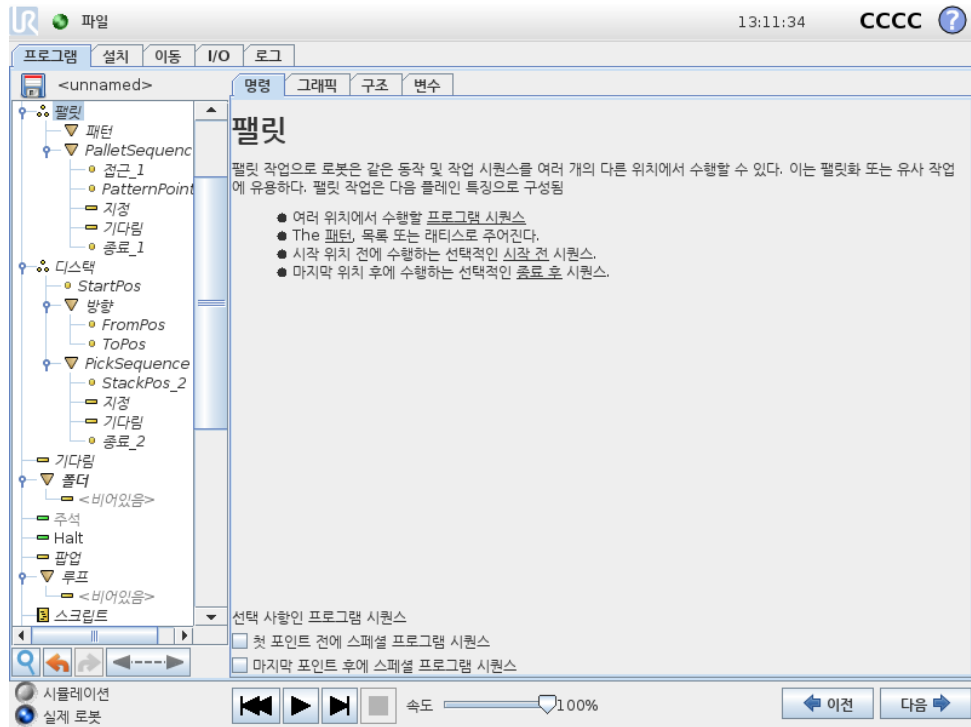 UR 파일 13:11:34 CCCC ?
프로그램 설치 이동 I/O 로그
<unnamed>
명령 그래픽 구조 변수
팰릿
패턴
PalletSequenc
접근_1
PatternPoint
지정
기다림
종료_1
디스택
StartPos
방향
FromPos
ToPos
PickSequence
StackPos_2
지정
기다림
종료_2
기다림
폴더
<비어있음>
주석
Halt
팝업
루프
<비어있음>
스크립트
팰릿
팰릿 작업으로 로봇은 같은 동작 및 작업 시퀀스를 여러 개의 다른 위치에서 수행할 수 있다. 이는 팰릿화 또는 유사 작업
에 유용하다. 팰릿 작업은 다음 플레인 특징으로 구성됨
● 여러 위치에서 수행할 프로그램 시퀀스
● The 패턴, 목록 또는 래티스로 주어진다.
● 시작 위치 전에 수행하는 선택적인 시작 전 시퀀스.
● 마지막 위치 후에 수행하는 선택적인 종료 후 시퀀스.
선택 사항인 프로그램 시퀀스
첫 포인트 전에 스페셜 프로그램 시퀀스
마지막 포인트 후에 스페셜 프로그램 시퀀스
시뮬레이션
실제 로봇
속도 100%
이전 다음